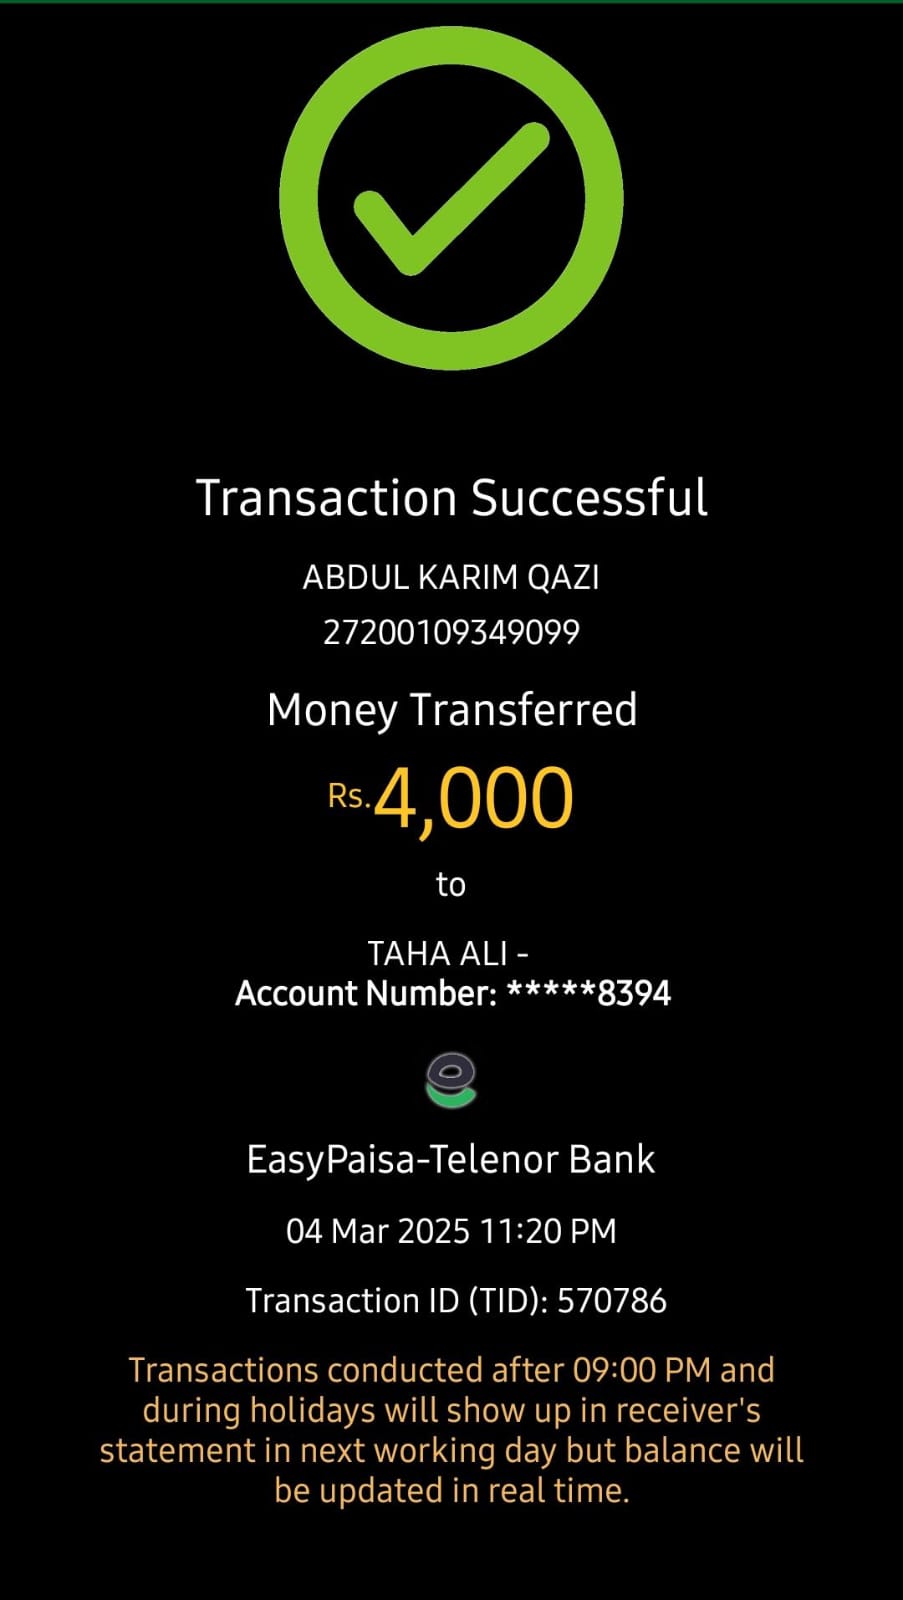 Transaction Successful
ABDUL KARIM QAZI
27200109349099
Money Transferred
Rs.4,000
to
TAHA ALI -
Account Number: *****8394
EasyPaisa-Telenor Bank
04 Mar 2025 11:20 PM
Transaction ID (TID): 570786
Transactions conducted after 09:00 PM and
during holidays will show up in receiver's
statement in next working day but balance will
be updated in real time.